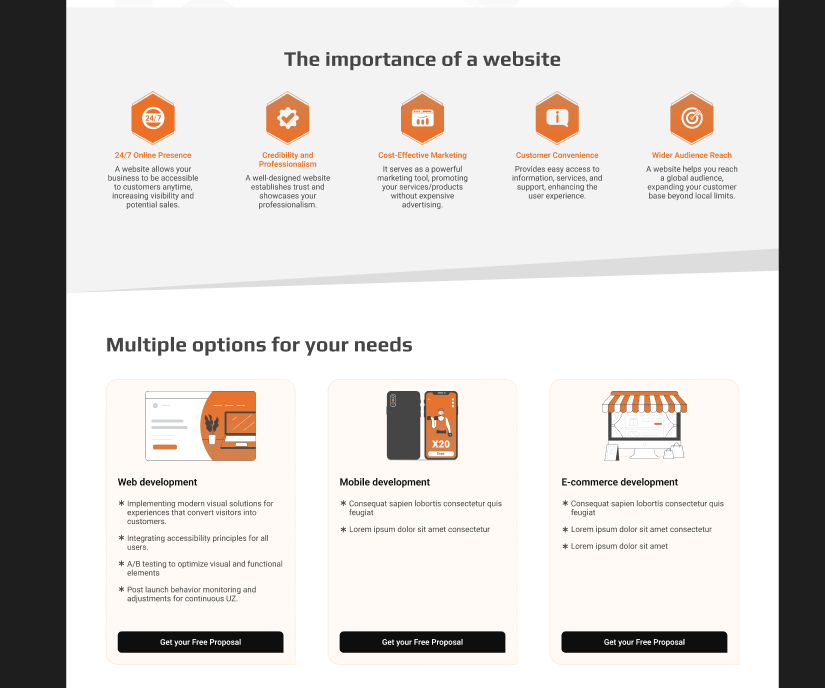 The importance of a website
24/7
24/7 Online Presence
A website allows your
business to be accessible
to customers anytime,
increasing visibility and
potential sales.
Credibility and
Professionalism
A well-designed website
establishes trust and
showcases your
professionalism.
Cost-Effective Marketing
It serves as a powerful
marketing tool, promoting
your services/products
without expensive
advertising.
Customer Convenience
Provides easy access to
information, services, and
support, enhancing the
user experience.
Wider Audience Reach
A website helps you reach
a global audience,
expanding your customer
base beyond local limits.
Multiple options for your needs
Web development
* Implementing modern visual solutions for
experiences that convert visitors into
customers.
* Integrating accessibility principles for all
users.
* A/B testing to optimize visual and functional
elements
* Post launch behavior monitoring and
adjustments for continuous UZ.
Get your Free Proposal
X20
Mobile development
* Consequat sapien lobortis consectetur quis
feugiat
* Lorem ipsum dolor sit amet consectetur
Get your Free Proposal
E-commerce development
* Consequat sapien lobortis consectetur quis
feugiat
* Lorem ipsum dolor sit amet consectetur
* Lorem ipsum dolor sit amet
Get your Free Proposal